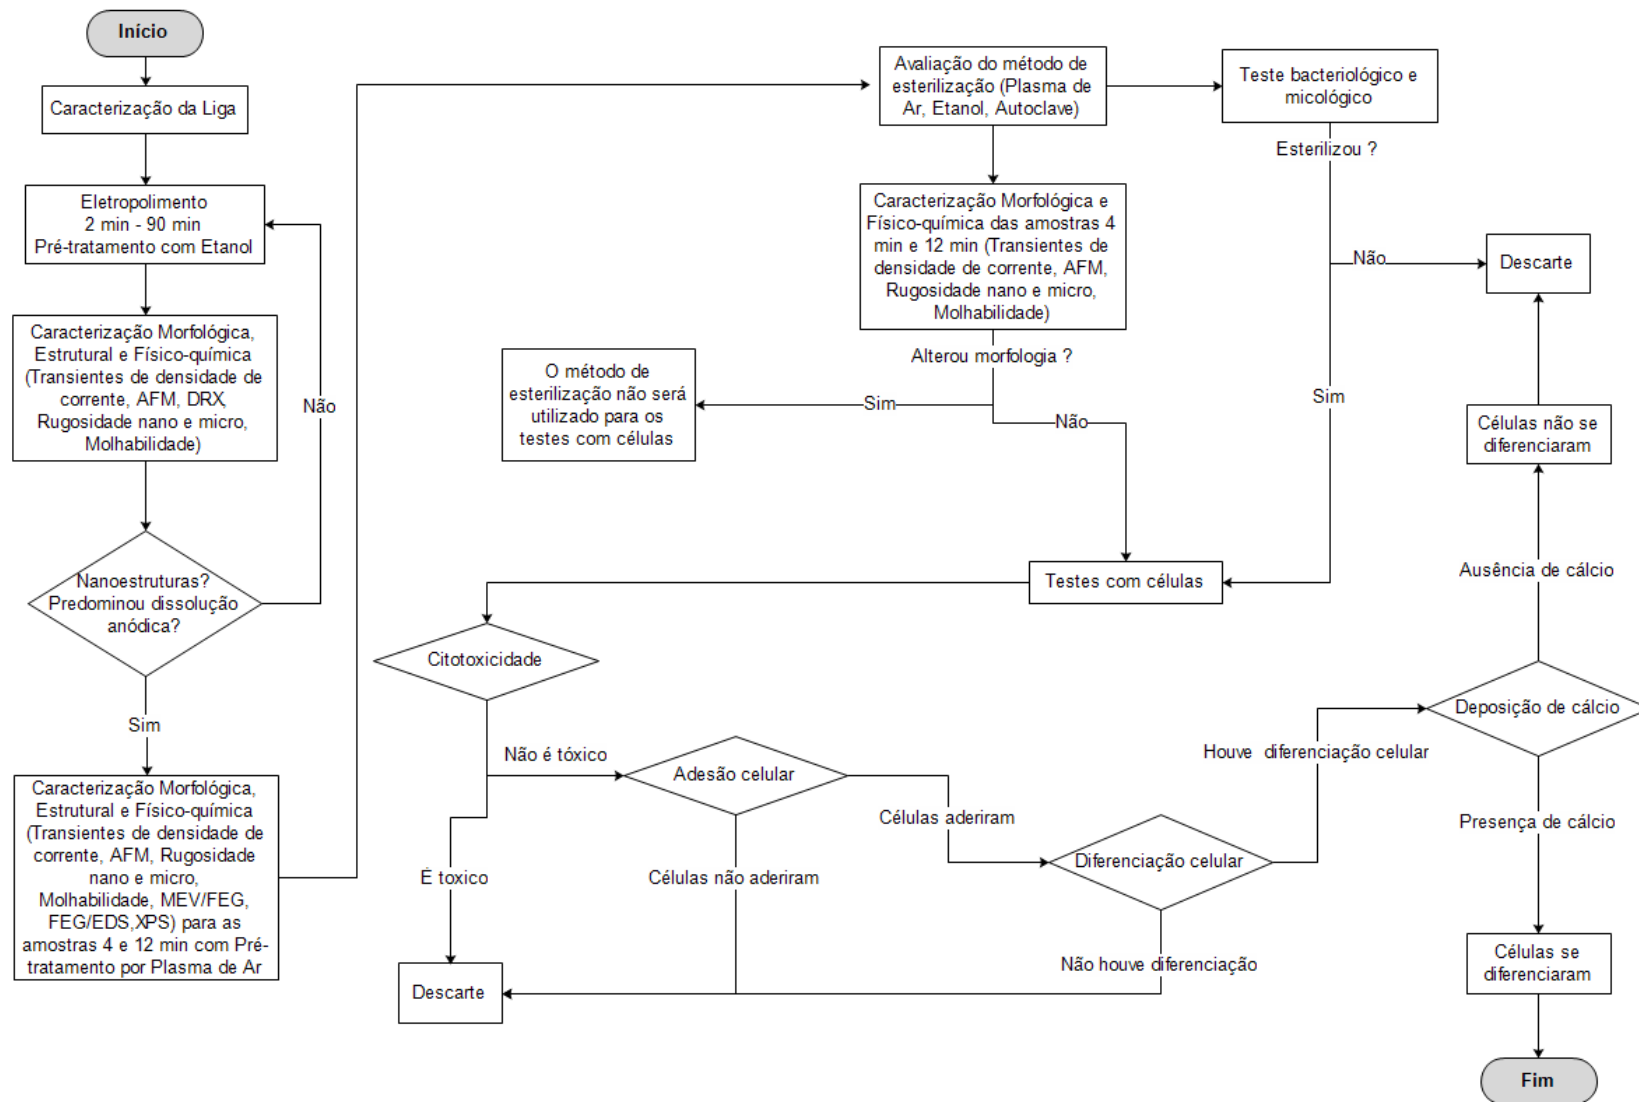 Início
Caracterização da Liga
Eletropolimento
2 min - 90 min
Pré-tratamento com Etanol
Caracterização Morfológica,
Estrutural e Físico-química
(Transientes de densidade de
corrente, AFM, DRX,
Rugosidade nano e micro,
Molhabilidade)
Não
Nanoestruturas?
Predominou dissolução
anódica?
Sim
Caracterização Morfológica,
Estrutural e Físico-química
(Transientes de densidade de
corrente, AFM, Rugosidade
nano e micro,
Molhabilidade, MEV/FEG,
FEG/EDS,XPS) para as
amostras 4 e 12 min com Pré-
tratamento por Plasma de Ar
Avaliação do método de
esterilização (Plasma de
Ar, Etanol, Autoclave)
Teste bacteriológico e
micológico
Esterilizou ?
Caracterização Morfológica e
Físico-química das amostras 4
min e 12 min (Transientes de
densidade de corrente, AFM,
Rugosidade nano e micro,
Molhabilidade)
Não
Descarte
Alterou morfologia ?
O método de
esterilização não será
utilizado para os
testes com células
Sim
Não
Sim
Células não se
diferenciaram
Testes com células
Ausência de cálcio
Citotoxicidade
Deposição de cálcio
Não é tóxico
Adesão celular
Houve diferenciação celular
Células aderiram
Presença de cálcio
Diferenciação celular
É toxico
Células não aderiram
Não houve diferenciação
Células se
diferenciaram
Descarte
Fim